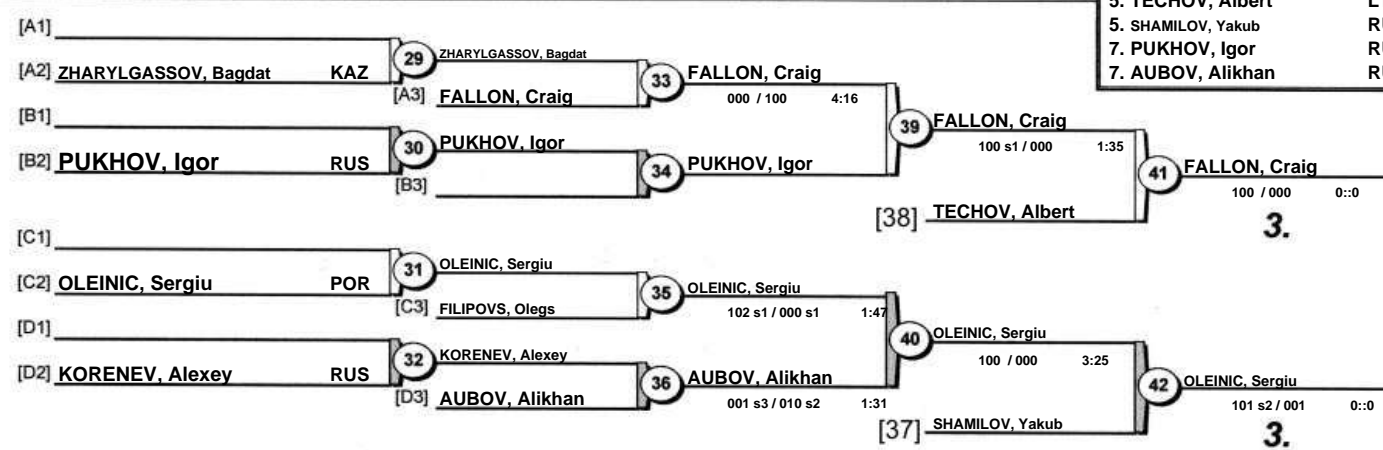 5. TECHOV, Albert L
5. SHAMILOV, Yakub RU
7. PUKHOV, Igor RU
7. AUBOV, Alikhan RU
[A1]
29 ZHARYLGASSOV, Bagdat
[A2] ZHARYLGASSOV, Bagdat KAZ
33 FALLON, Craig
[A3] FALLON, Craig
000 / 100 4:16
[B1]
39 FALLON, Craig
30 PUKHOV, Igor
100 s1 / 000 1:35
[B2] PUKHOV, Igor RUS
34 PUKHOV, Igor
41 FALLON, Craig
[B3]
100 / 000 0::0
[38] TECHOV, Albert
3.
[C1]
31 OLEINIC, Sergiu
[C2] OLEINIC, Sergiu POR
35 OLEINIC, Sergiu
[C3] FILIPOVS, Olegs
102 s1 / 000 s1 1:47
[D1]
40 OLEINIC, Sergiu
32 KORENEV, Alexey
100 / 000 3:25
[D2] KORENEV, Alexey RUS
36 AUBOV, Alikhan
42 OLEINIC, Sergiu
[D3] AUBOV, Alikhan
001 s3 / 010 s2 1:31
101 s2 / 001 0::0
[37] SHAMILOV, Yakub
3.